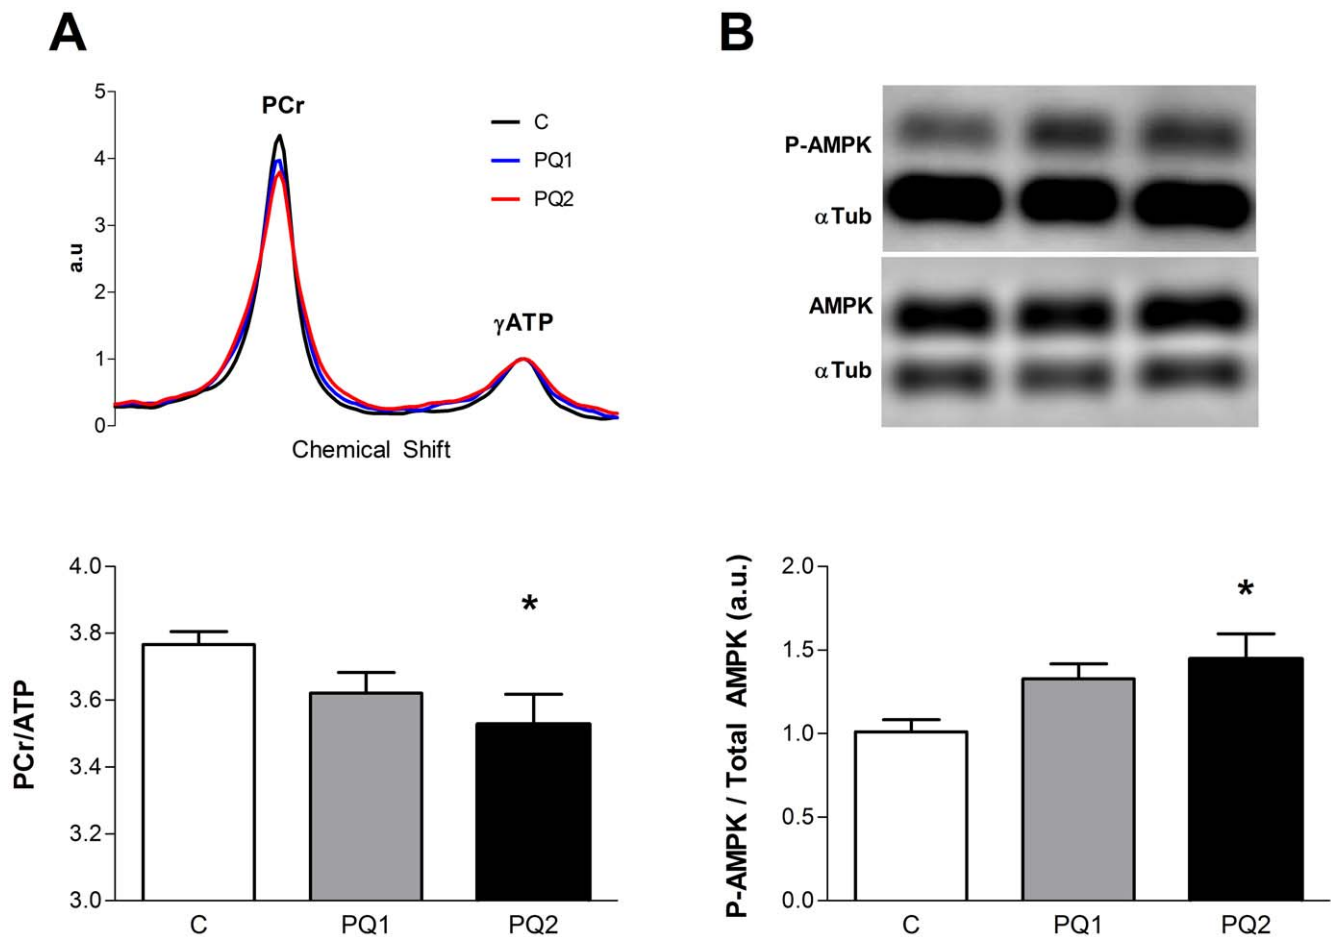 A
5
4
3
2
1
0
a.u
PCr
γATP
C
PQ1
PQ2
Chemical Shift
B
P-AMPK
αTub
AMPK
αTub
4.0
3.8
3.6
3.4
3.2
3.0
PCr/ATP
*
C PQ1 PQ2
2.0
1.5
1.0
0.5
0.0
P-AMPK / Total AMPK (a.u.)
*
C PQ1 PQ2